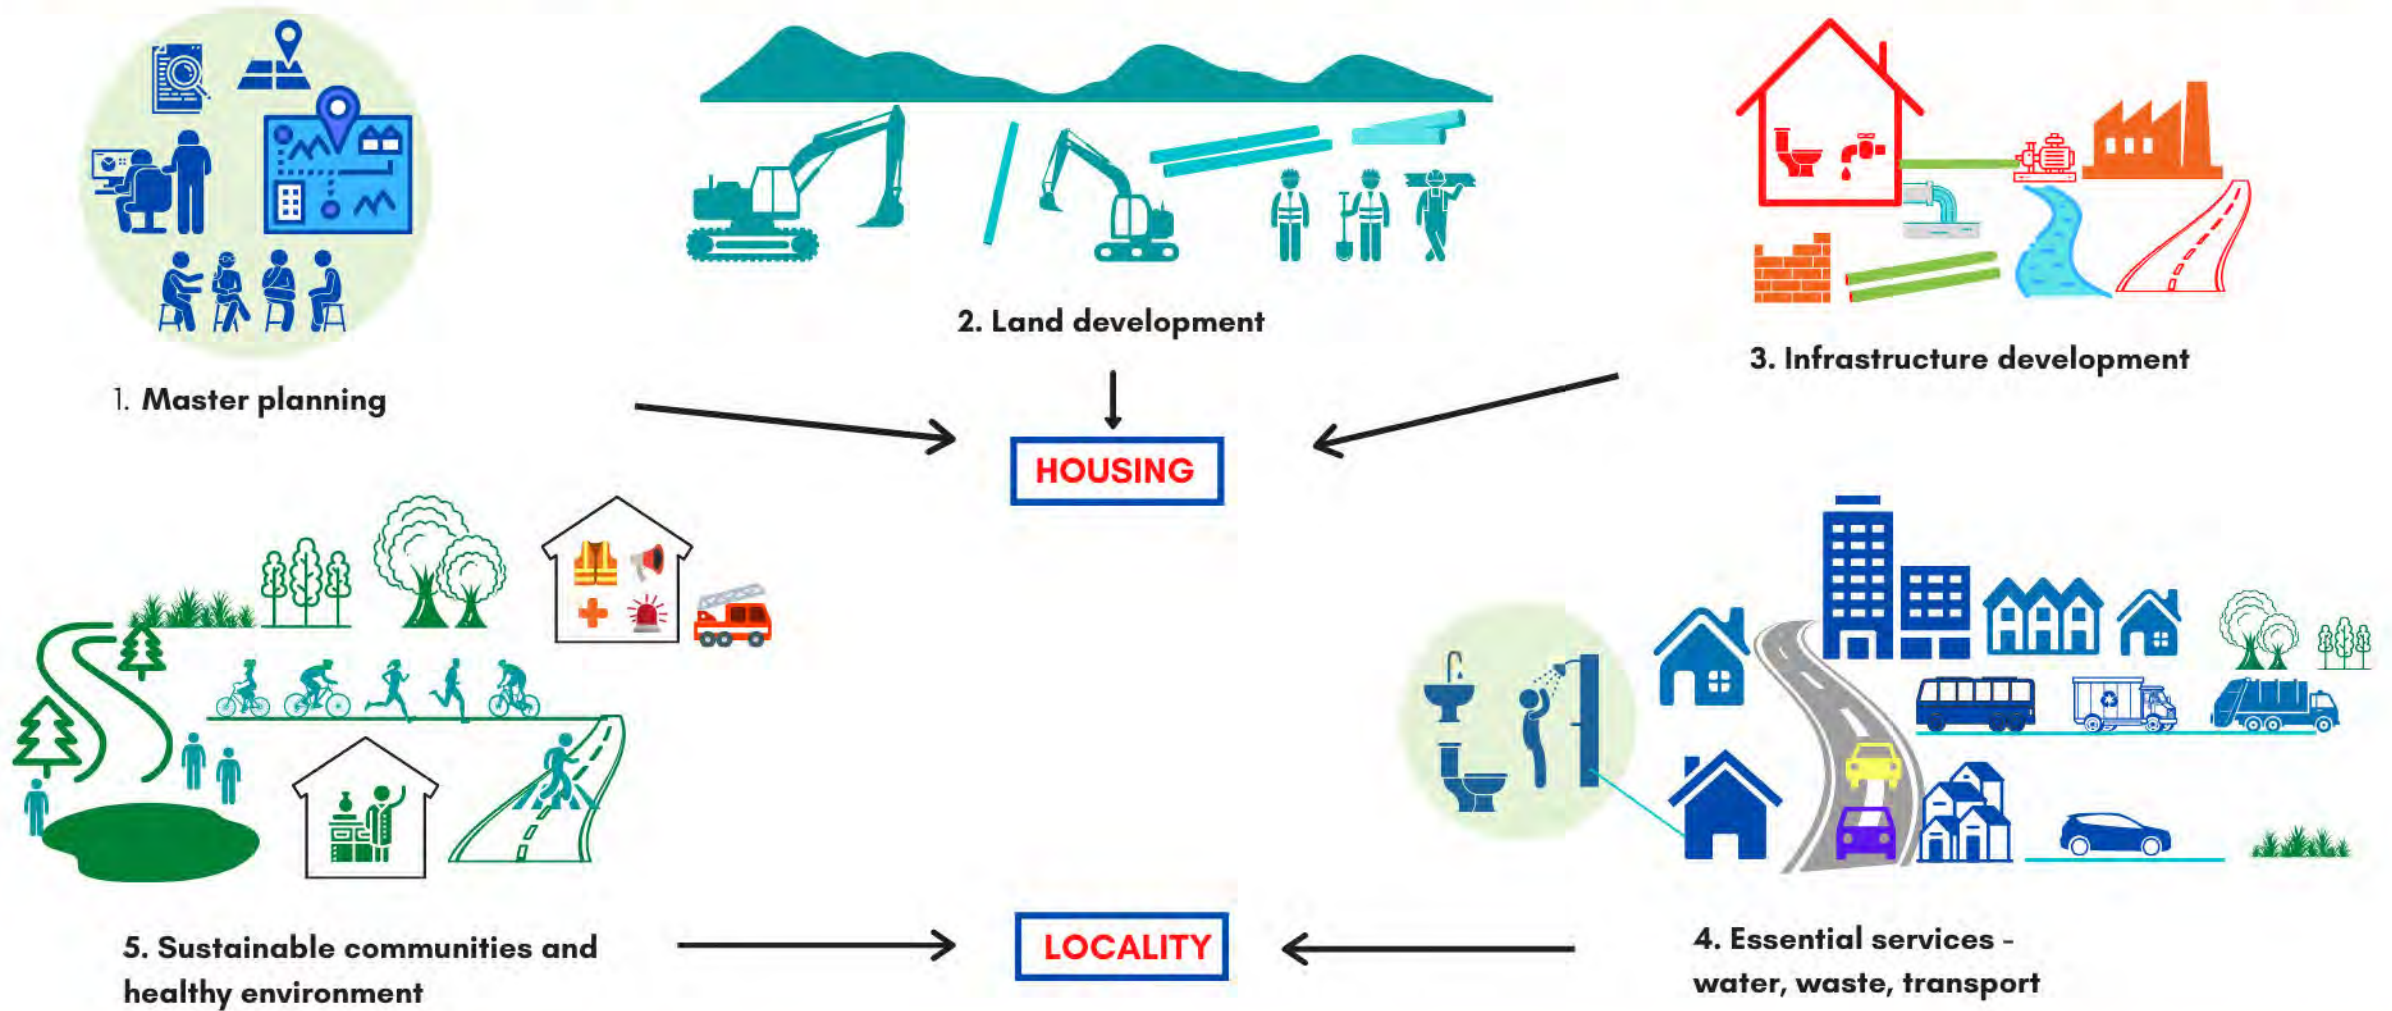 2. Land development
3. Infrastructure development
1. Master planning
HOUSING
5. Sustainable communities and
healthy environment
LOCALITY
4. Essential services -
water, waste, transport